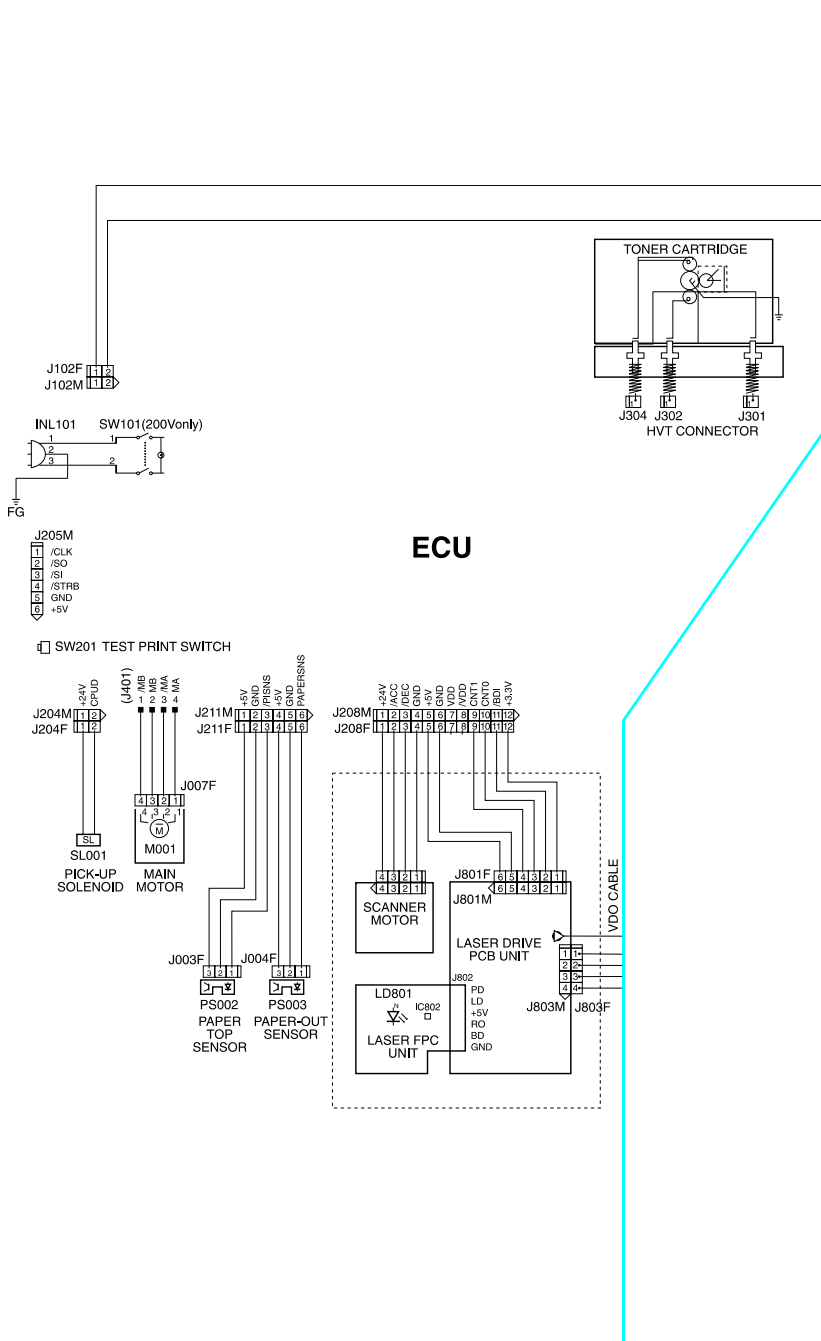 TONER CARTRIDGE
J102F 1 2
J102M 1 2
J304 J302 J301
HVT CONNECTOR
INL101 SW101(200Vonly)
1 1
2
3 2
FG
J205M
1 /CLK
2 /SO
3 /SI
4 /STRB
5 GND
6 +5V
ECU
SW201 TEST PRINT SWITCH
+24V
CPUD
J204M 1 2
J204F 1 2
(J401)
1 /MB
2 MB
3 /MA
4 MA
+5V
GND
/PISNS
+5V
GND
PAPERSNS
J211M 1 2 3 4 5 6
J211F 1 2 3 4 5 6
+24V
/ACC
/DEC
GND
+5V
GND
VDD
/VDD
CNT1
CNT0
/BDI
+3.3V
J208M 1 2 3 4 5 6 7 8 9 10 11 12
J208F 1 2 3 4 5 6 7 8 9 10 11 12
J007F
4 3 2 1
4 3 2 1
M
M001
MAIN
MOTOR
SL
SL001
PICK-UP
SOLENOID
4 3 2 1
4 3 2 1
SCANNER
MOTOR
J801F 6 5 4 3 2 1
J801M 6 5 4 3 2 1
VDO CABLE
LASER DRIVE
PCB UNIT
1 1
2 2
3 3
4 4
J803M J803F
J003F 3 2 1
PS002
PAPER
TOP
SENSOR
J004F 3 2 1
PS003
PAPER-OUT
SENSOR
J802
PD
LD
+5V
RO
BD
GND
LD801
IC802
LASER FPC
UNIT